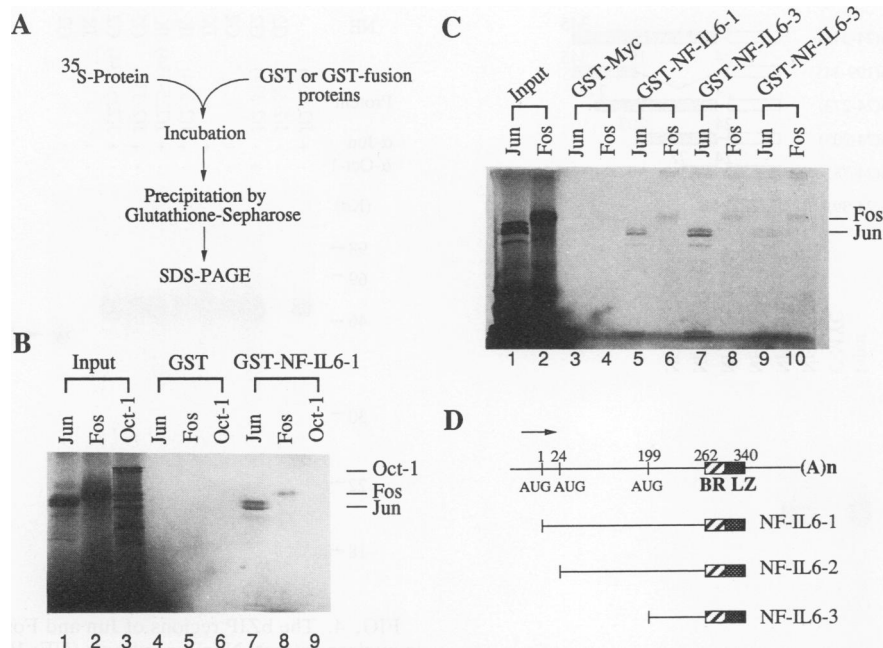 A
35S-Protein
GST or GST-fusion
proteins
Incubation
Precipitation by
Glutathione-Sepharose
SDS-PAGE
B
Input GST GST-NF-IL6-1
Jun Fos Oct-1 Jun Fos Oct-1 Jun Fos Oct-1
Oct-1
Fos
Jun
1 2 3 4 5 6 7 8 9
C
Input GST-Myc GST-NF-IL6-1 GST-NF-IL6-3 GST-NF-IL6-3
Jun Fos Jun Fos Jun Fos Jun Fos Jun Fos
Fos
Jun
1 2 3 4 5 6 7 8 9 10
D
1 24 199 262 340
(A)n
AUG AUG AUG BR LZ
NF-IL6-1
NF-IL6-2
NF-IL6-3